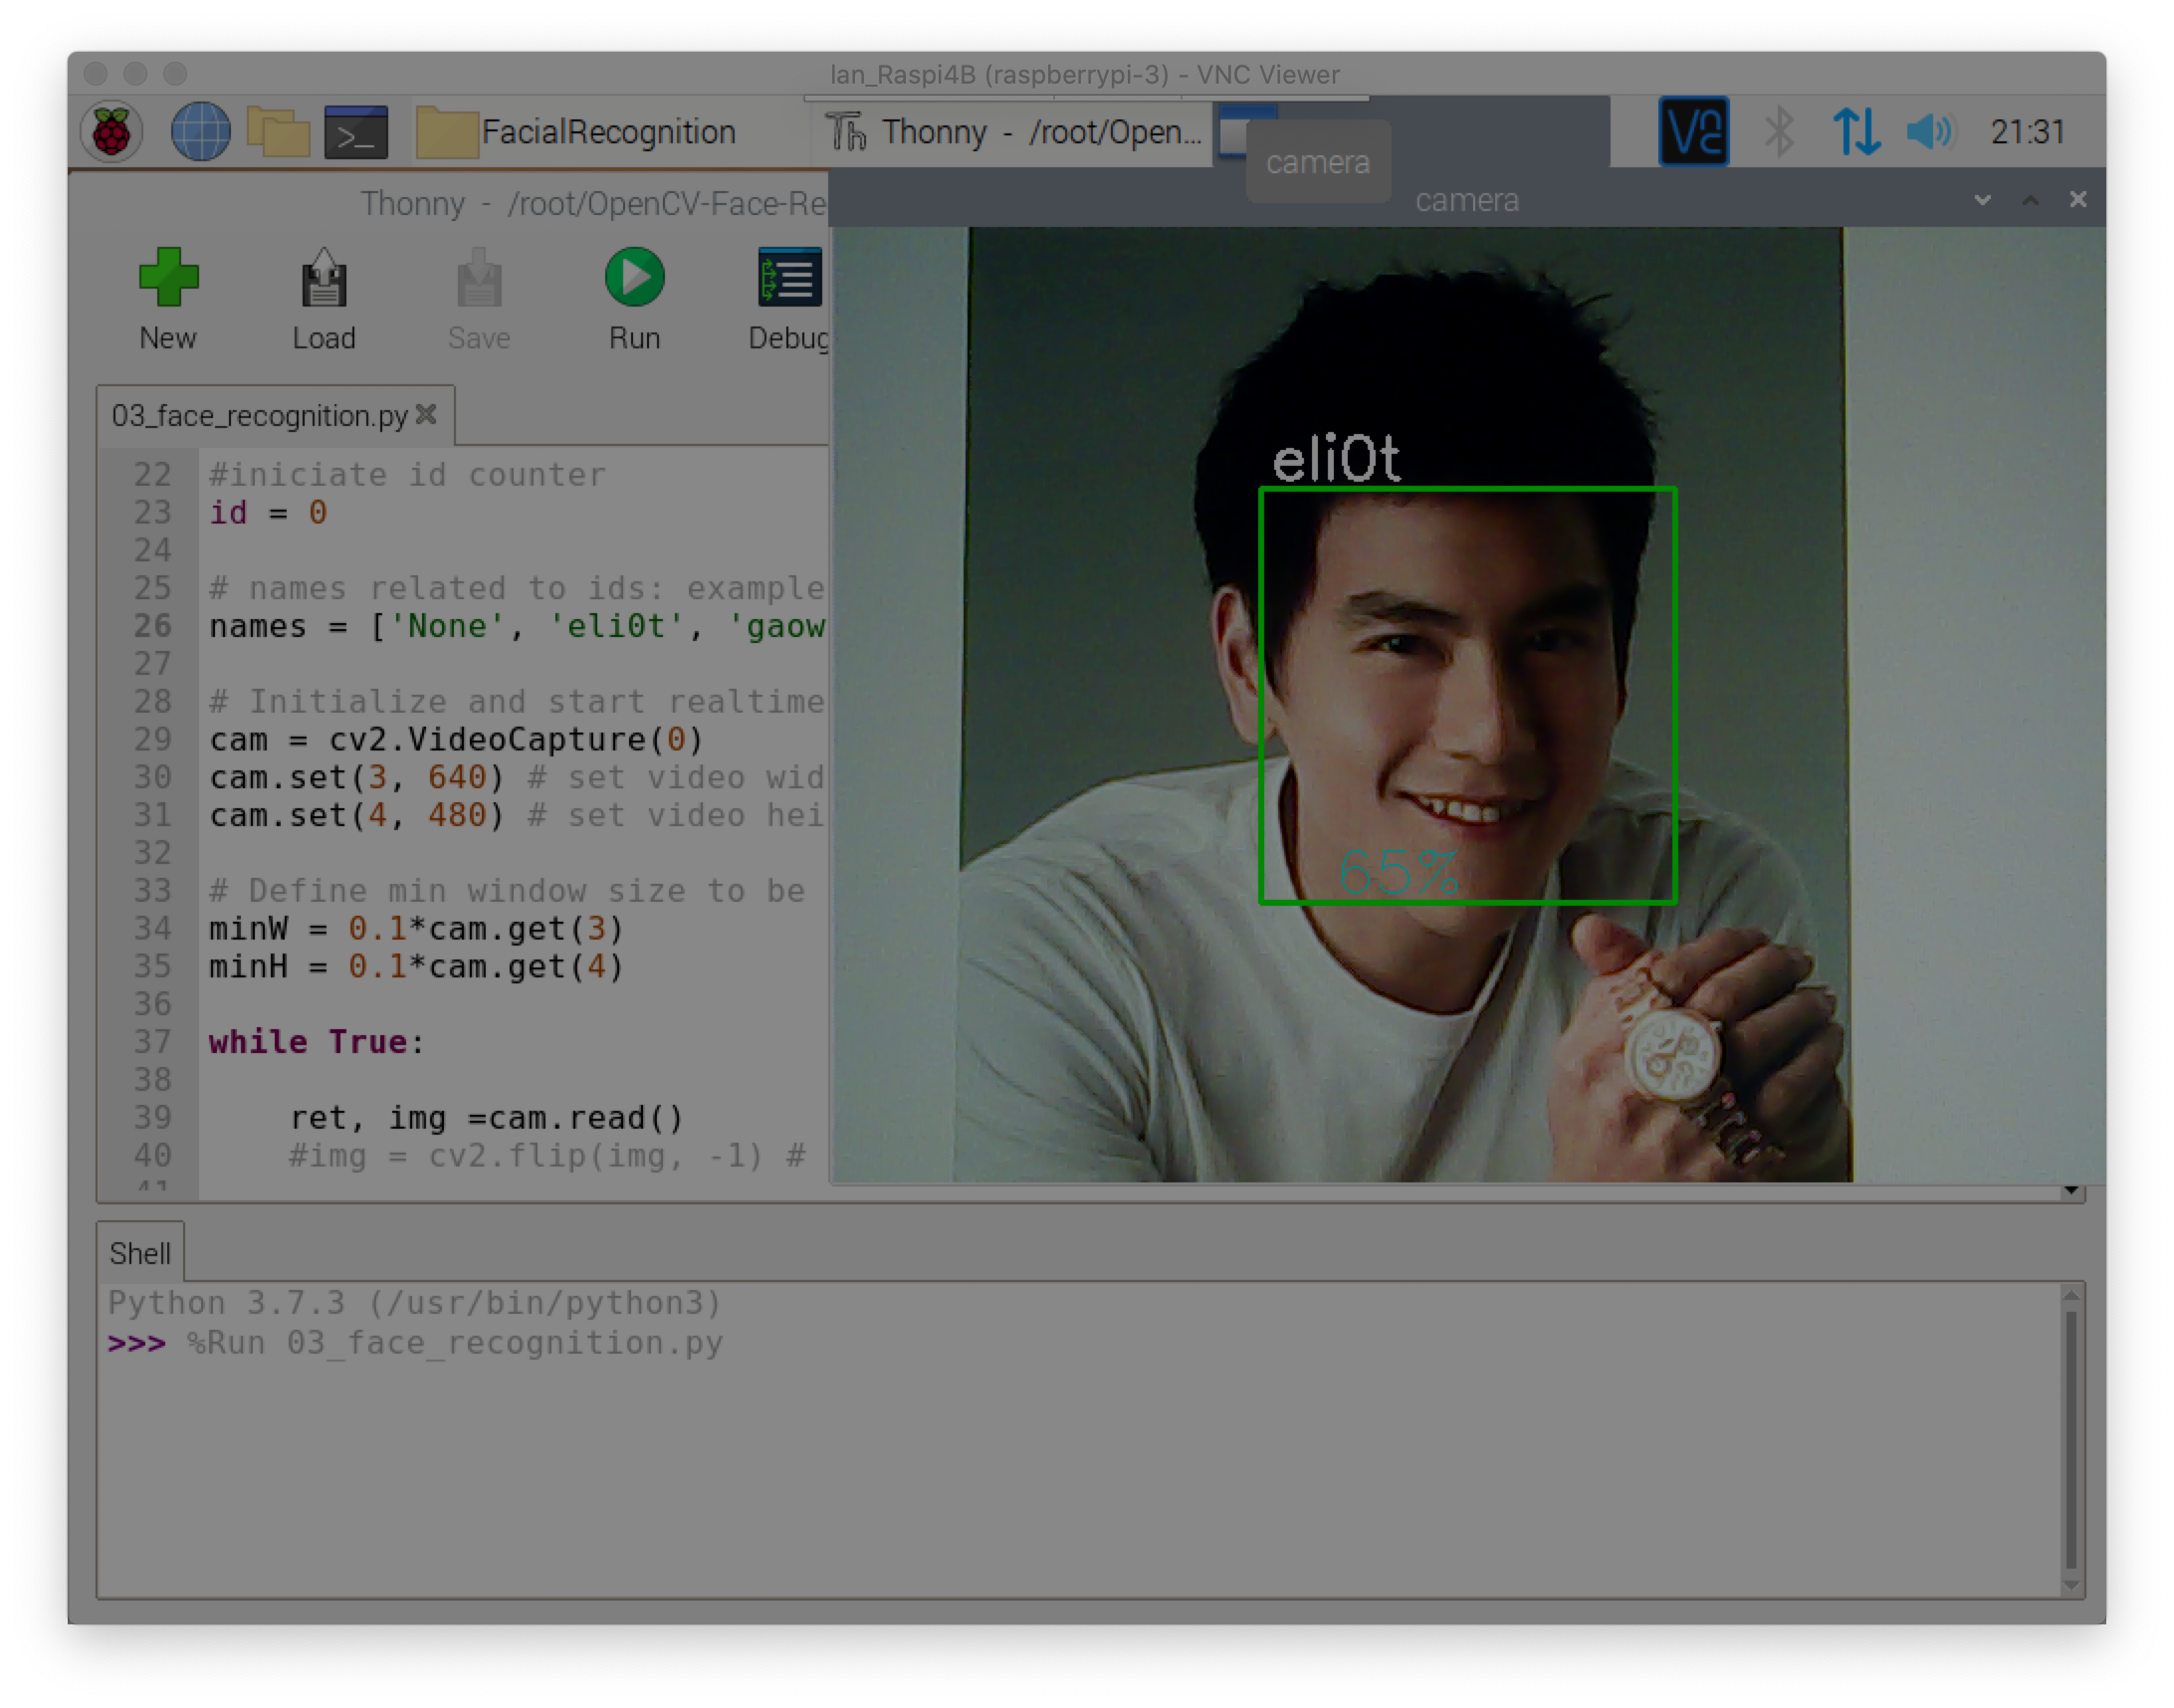 Ian_Raspi4B (raspberrypi-3) - VNC Viewer
FacialRecognition
Thonny - /root/Open...
camera
21:31
Thonny - /root/OpenCV-Face-Re
camera
New
Load
Save
Run
Debug
03_face_recognition.py
22 #iniciate id counter
23 id = 0
24
25 # names related to ids: example
26 names = ['None', 'eli0t', 'gaow
27
28 # Initialize and start realtime
29 cam = cv2.VideoCapture(0)
30 cam.set(3, 640) # set video wid
31 cam.set(4, 480) # set video hei
32
33 # Define min window size to be
34 minW = 0.1*cam.get(3)
35 minH = 0.1*cam.get(4)
36
37 while True:
38
39 ret, img =cam.read()
40 #img = cv2.flip(img, -1) #
41
eli0t
65%
Shell
Python 3.7.3 (/usr/bin/python3)
>>> %Run 03_face_recognition.py